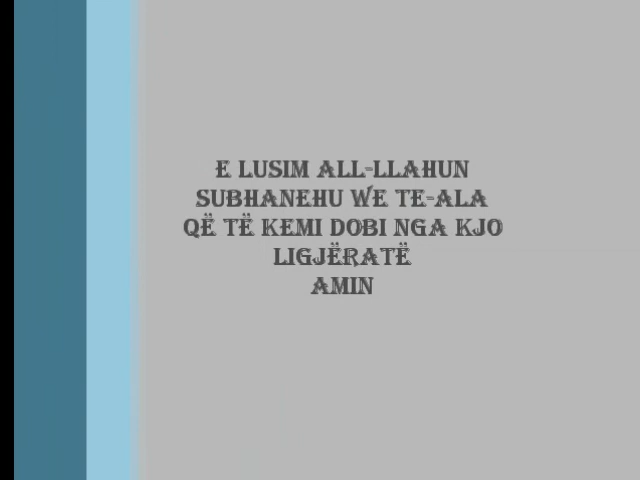 E LUSIM ALL-LLAHUN
SUBHANEHU WE TE-ALA
QË TË KEMI DOBI NGA KJO
LIGJËRATË
AMIN